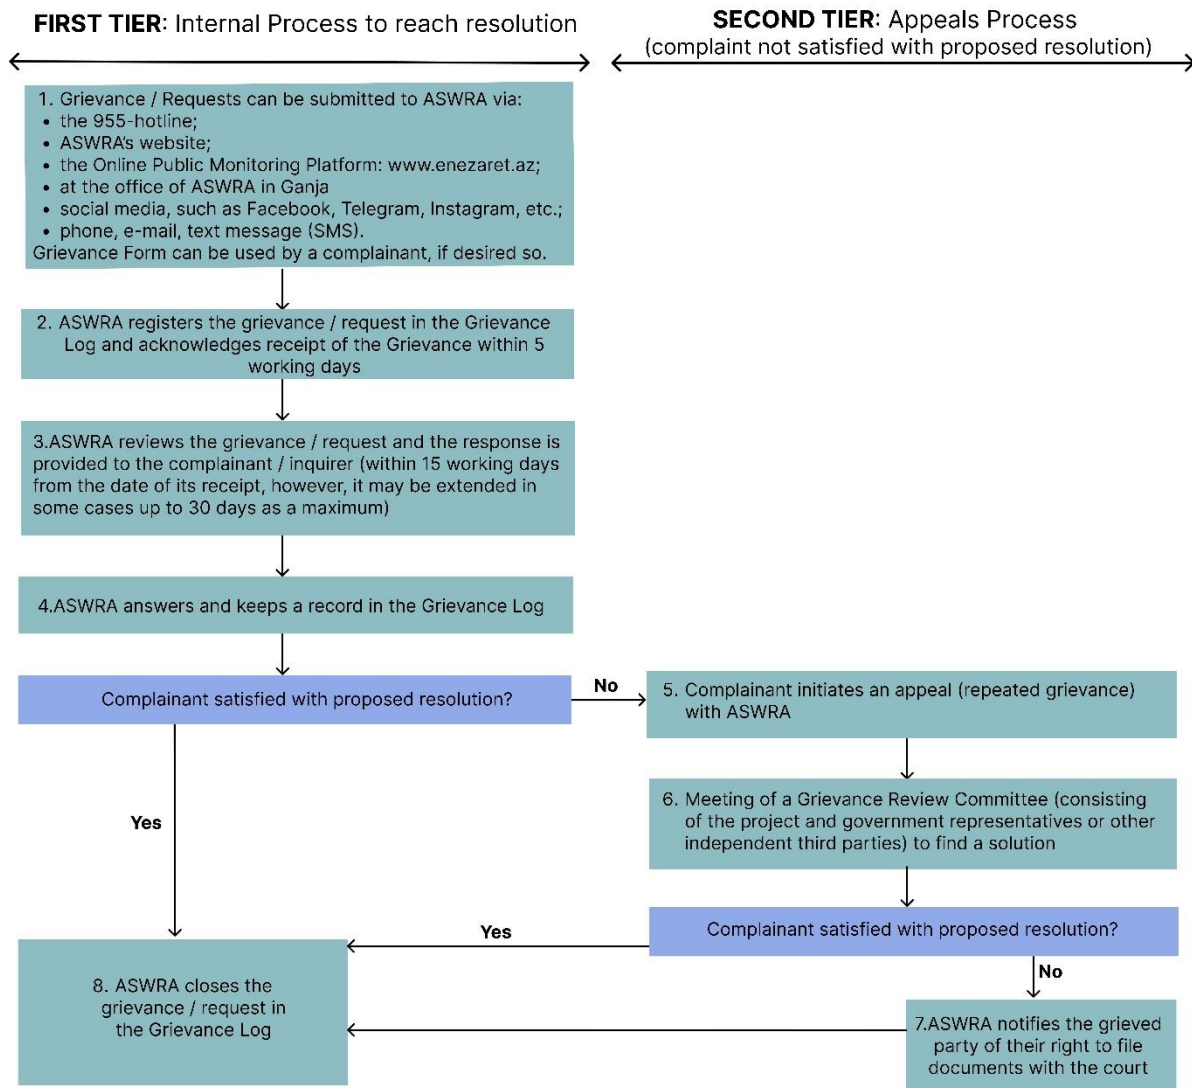 FIRST TIER: Internal Process to reach resolution
SECOND TIER: Appeals Process
(complaint not satisfied with proposed resolution)
1. Grievance / Requests can be submitted to ASWRA via:
• the 955-hotline;
• ASWRA's website;
• the Online Public Monitoring Platform: www.enezaret.az;
• at the office of ASWRA in Ganja
• social media, such as Facebook, Telegram, Instagram, etc.;
• phone, e-mail, text message (SMS).
Grievance Form can be used by a complainant, if desired so.
2. ASWRA registers the grievance / request in the Grievance
Log and acknowledges receipt of the Grievance within 5
working days
3.ASWRA reviews the grievance / request and the response is
provided to the complainant / inquirer (within 15 working days
from the date of its receipt, however, it may be extended in
some cases up to 30 days as a maximum)
4.ASWRA answers and keeps a record in the Grievance Log
Complainant satisfied with proposed resolution?
No
5. Complainant initiates an appeal (repeated grievance)
with ASWRA
6. Meeting of a Grievance Review Committee (consisting
of the project and government representatives or other
independent third parties) to find a solution
Yes
Complainant satisfied with proposed resolution?
Yes
No
8. ASWRA closes the
grievance / request in
the Grievance Log
7.ASWRA notifies the grieved
party of their right to file
documents with the court